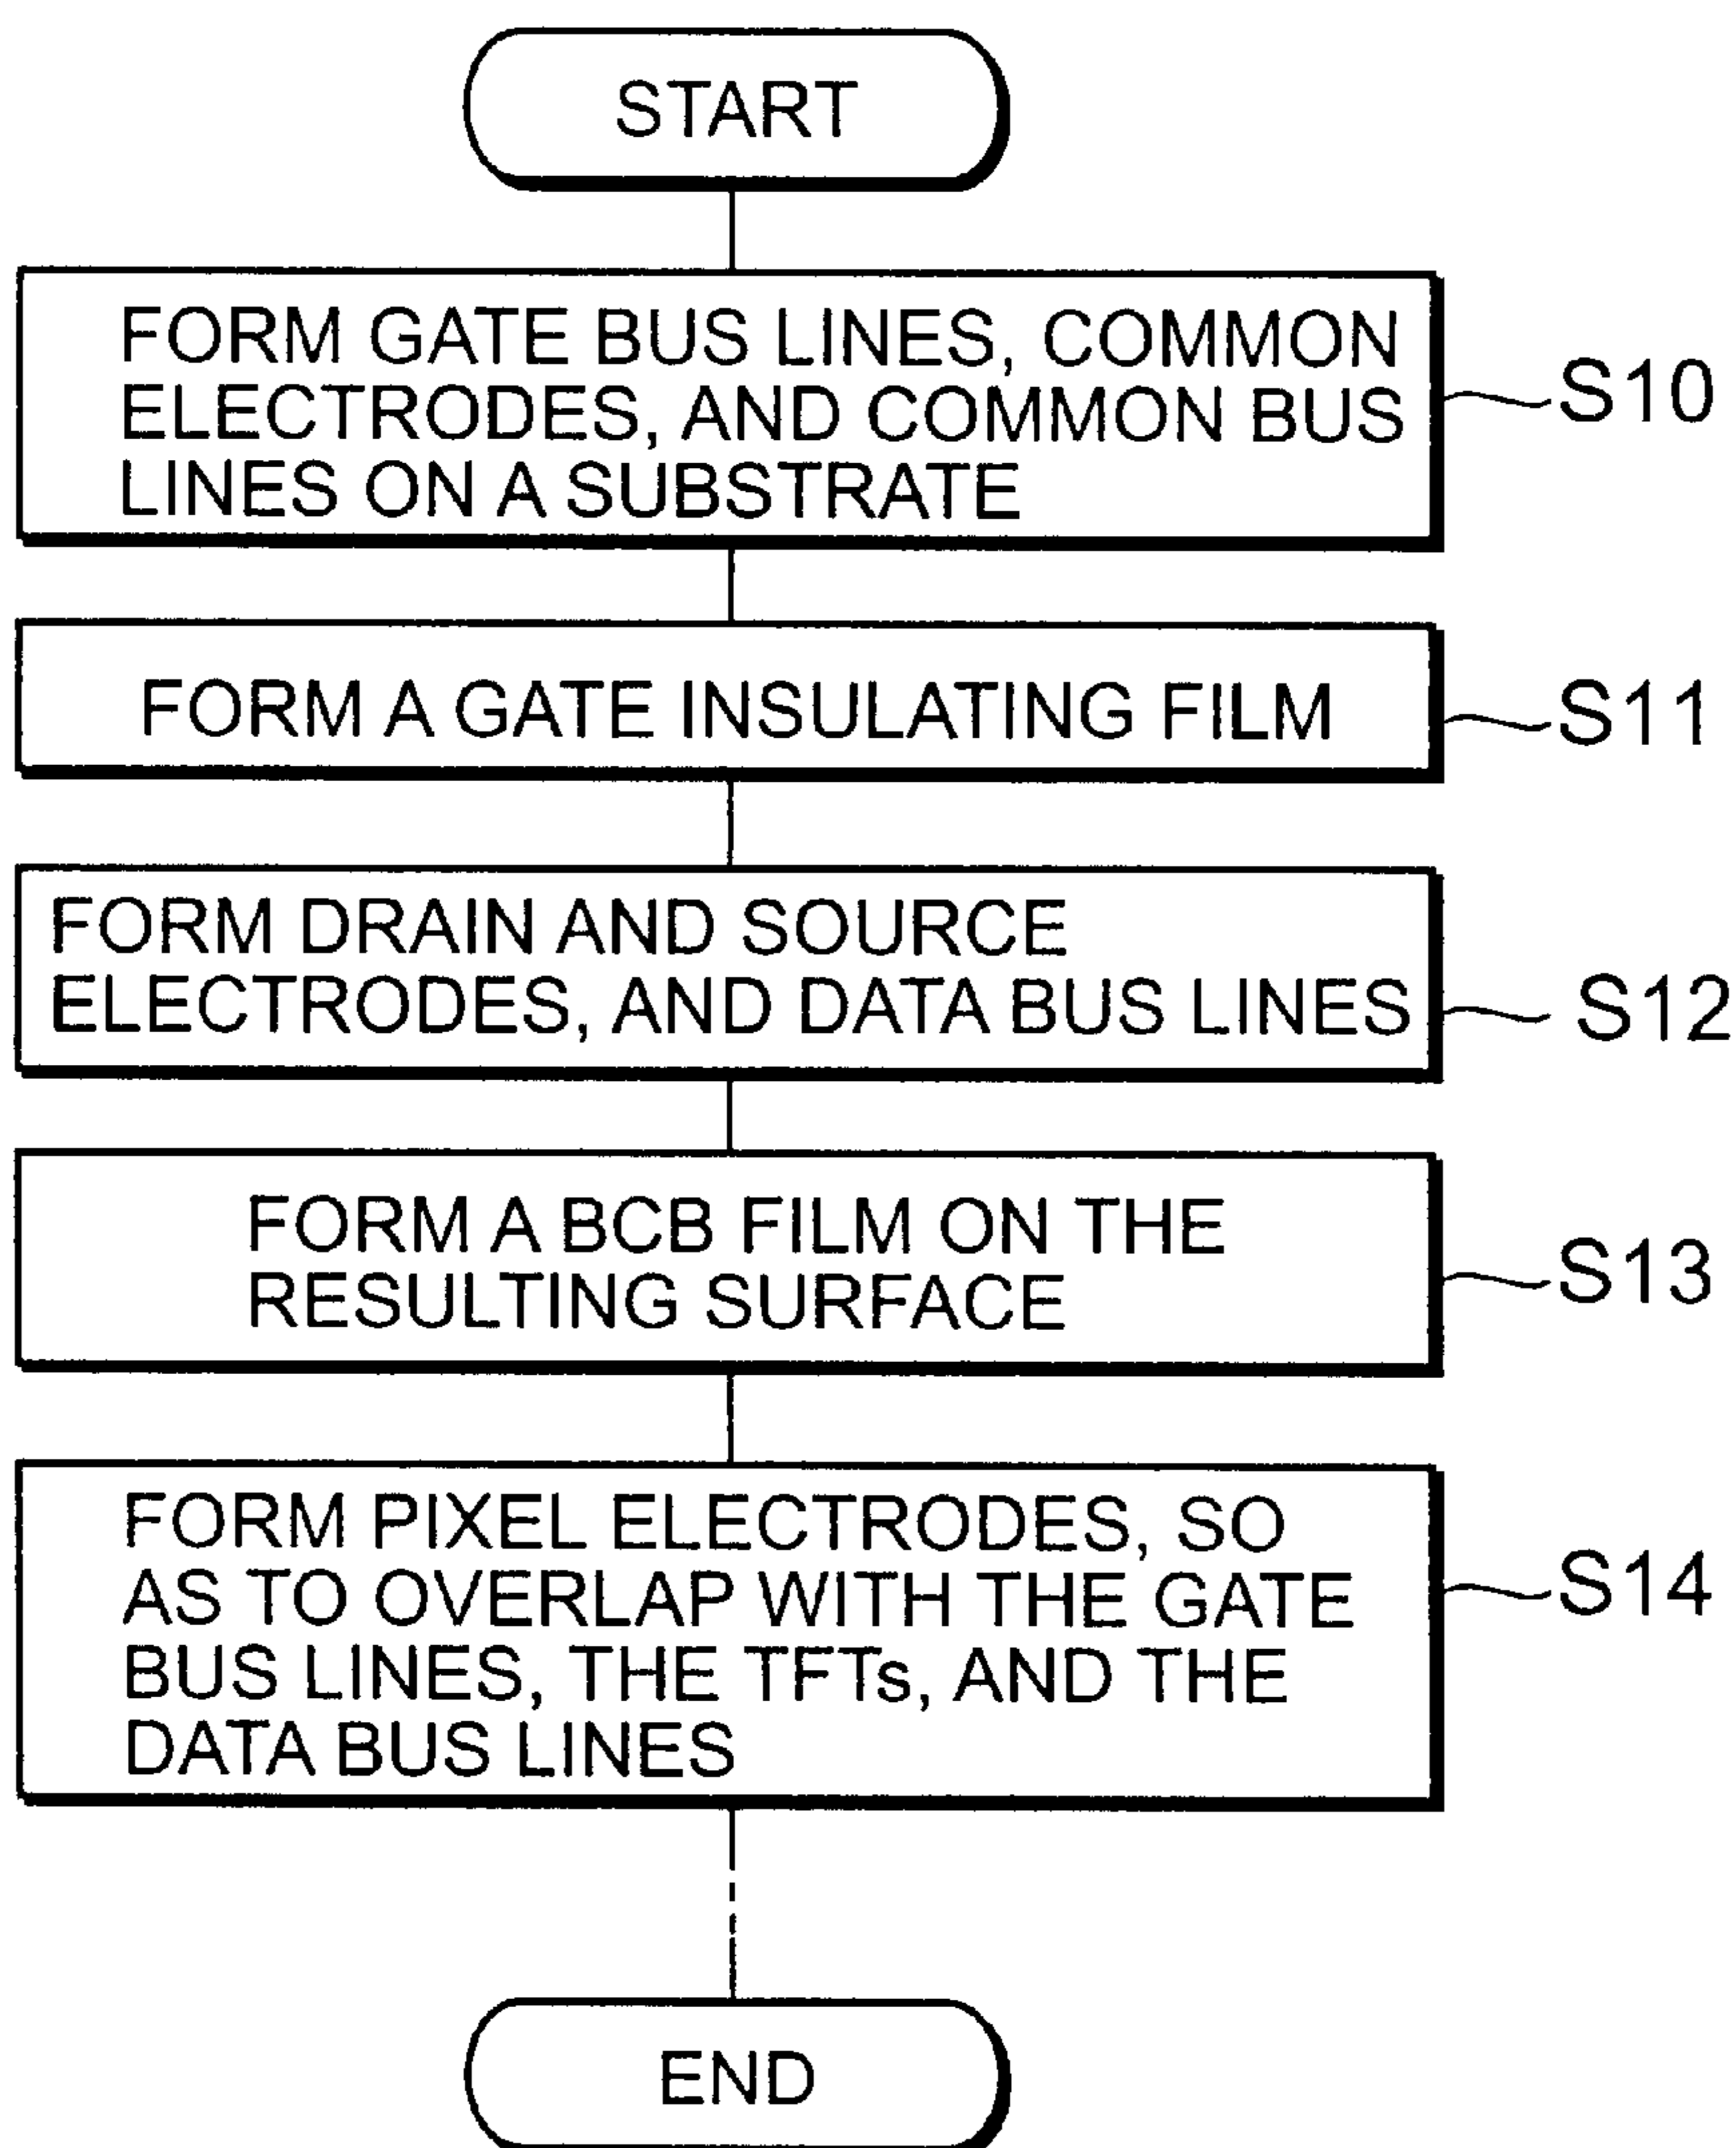 START
FORM GATE BUS LINES, COMMON
ELECTRODES, AND COMMON BUS
LINES ON A SUBSTRATE
S10
FORM A GATE INSULATING FILM
S11
FORM DRAIN AND SOURCE
ELECTRODES, AND DATA BUS LINES
S12
FORM A BCB FILM ON THE
RESULTING SURFACE
S13
FORM PIXEL ELECTRODES, SO
AS TO OVERLAP WITH THE GATE
BUS LINES, THE TFTs, AND THE
DATA BUS LINES
S14
END